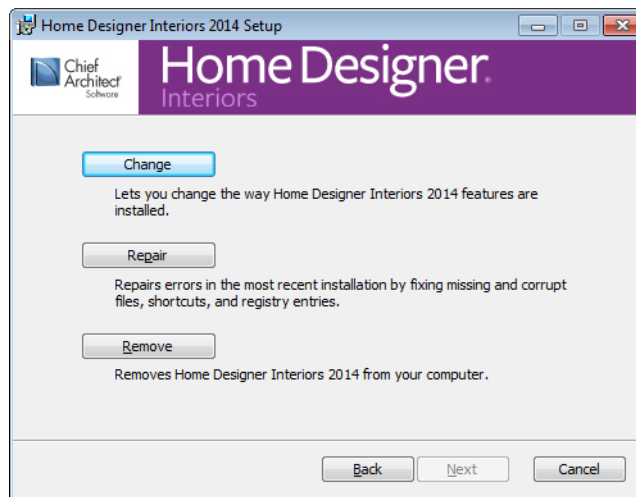 Home Designer Interiors 2014 Setup
Chief
Architect
Software
Home Designer®
Interiors
Change
Lets you change the way Home Designer Interiors 2014 features are
installed.
Repair
Repairs errors in the most recent installation by fixing missing and corrupt
files, shortcuts, and registry entries.
Remove
Removes Home Designer Interiors 2014 from your computer.
Back
Next
Cancel